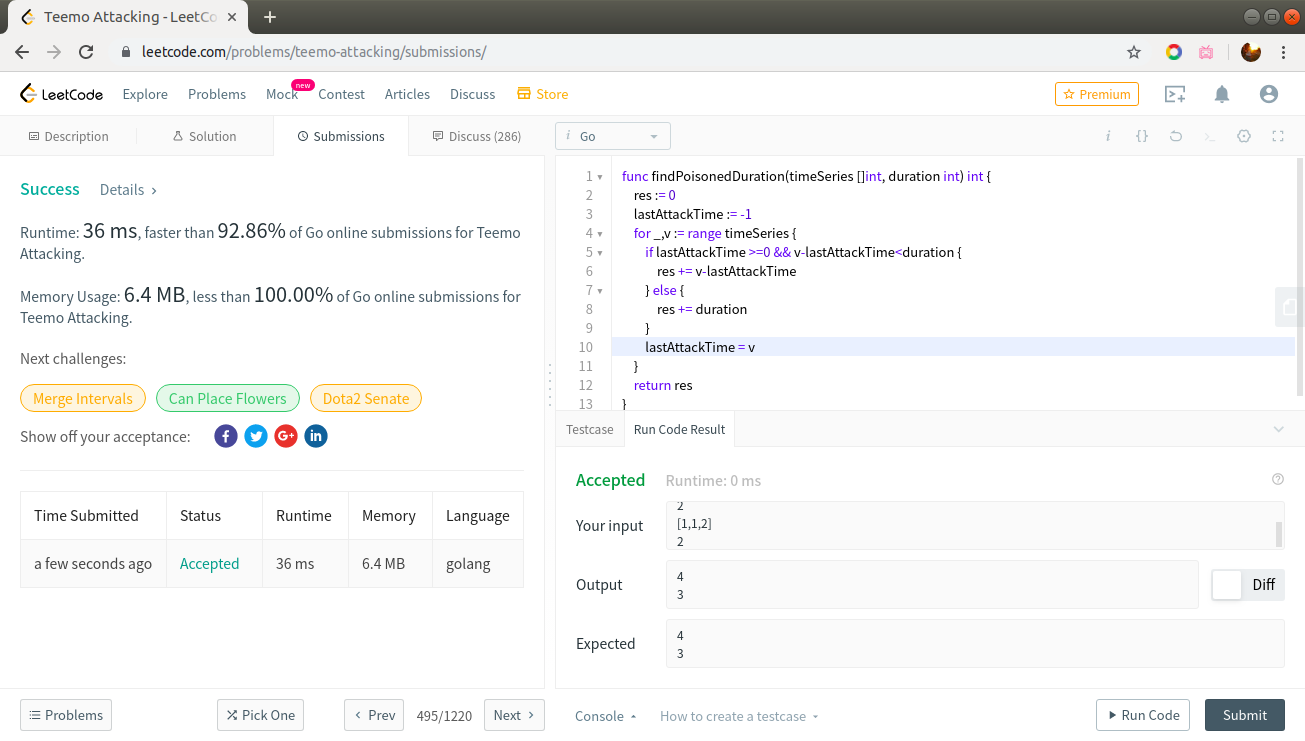 Teemo Attacking - LeetCo
leetcode.com/problems/teemo-attacking/submissions/
LeetCode
Explore
Problems
Mock
new
Contest
Articles
Discuss
Store
Premium
Description
Solution
Submissions
Discuss (286)
i Go
Success
Details
Runtime: 36 ms, faster than 92.86% of Go online submissions for Teemo
Attacking.
Memory Usage: 6.4 MB, less than 100.00% of Go online submissions for
Teemo Attacking.
Next challenges:
Merge Intervals
Can Place Flowers
Dota2 Senate
Show off your acceptance:
Time Submitted Status Runtime Memory Language
a few seconds ago Accepted 36 ms 6.4 MB golang
1 func findPoisonedDuration(timeSeries []int, duration int) int {
2 res := 0
3 lastAttackTime := -1
4 for _,v := range timeSeries {
5 if lastAttackTime >=0 && v-lastAttackTime<duration {
6 res += v-lastAttackTime
7 } else {
8 res += duration
9 }
10 lastAttackTime = v
11 }
12 return res
13 }
Testcase
Run Code Result
Accepted
Runtime: 0 ms
Your input
2
[1,1,2]
2
Output
4
3
Diff
Expected
4
3
Problems
Pick One
Prev
495/1220
Next
Console
How to create a testcase
Run Code
Submit